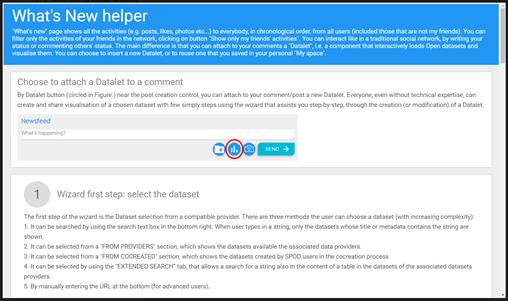 What's New helper
"What's new" page shows all the activities (e.g. posts, likes, photos etc...) to everybody, in chronological order, from all users (included those that are not my friends). You can
filter only the activities of your friends in the network, clicking on button "Show only my friends' activities". You can interact like in a traditional social network, by writing your
status or commenting others' status. The main difference is that you can attach to your comments a "Datalet", i.e. a component that interactively loads Open datasets and
visualise them. You can choose to insert a new Datalet, or to reuse one that you saved in your personal "My space".
Choose to attach a Datalet to a comment
By Datalet button (circled in Figure.) near the post creation control, you can attach to your comment/post a new Datalet. Everyone, even without technical expertise, can
create and share visualisation of a chosen dataset with few simply steps using the wizard that assists you step-by-step, through the creation (or modification) of a Datalet.
Newsfeed
What's happening?
SEND
1 Wizard first step: select the dataset
The first step of the wizard is the Dataset selection from a compatible provider. There are three methods the user can choose a dataset (with increasing complexity):
1. It can be searched by using the search text box in the bottom right. When user types in a string, only the datasets whose title or metadata contains the string
are shown.
2. It can be selected from a "FROM PROVIDERS" section, which shows the datasets available the associated data providers.
3. It can be selected from a "FROM COCREATED" section, which shows the datasets created by SPOD users in the cocreation process
4. It can be selected by using the "EXTENDED SEARCH" tab, that allows a search for a string also in the content of a table in the datasets of the associated datasets
providers.
5. By manually entering the URL at the bottom (for advanced users).